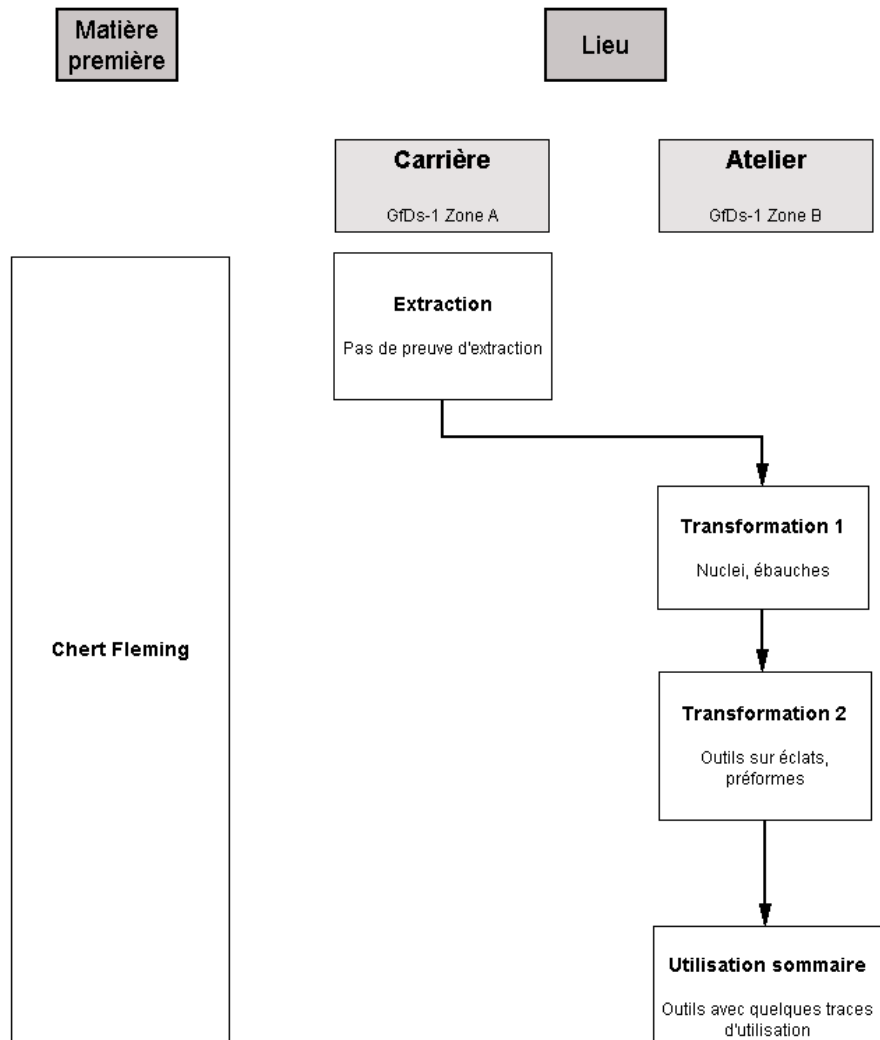 Matière
première
Lieu
Carrière
GfDs-1 Zone A
Atelier
GfDs-1 Zone B
Extraction
Pas de preuve d'extraction
Transformation 1
Nuclei, ébauches
Chert Fleming
Transformation 2
Outils sur éclats,
préformes
Utilisation sommaire
Outils avec quelques traces
d'utilisation